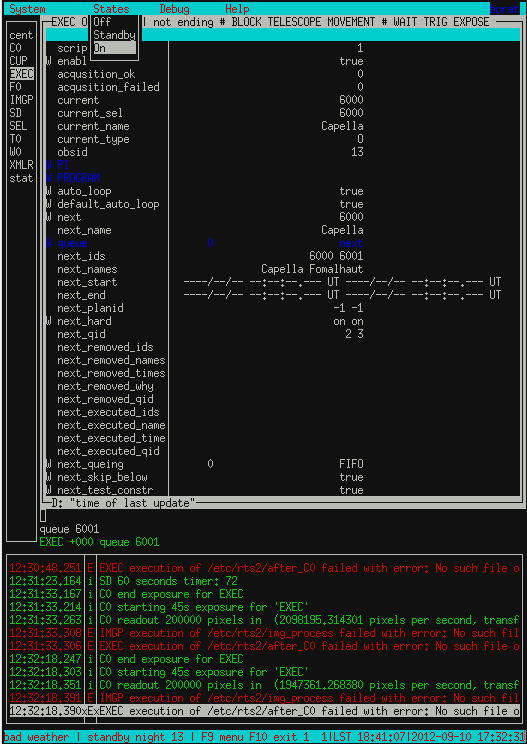 System States Debug Help
EXEC O Off l not ending # BLOCK TELESCOPE MOVEMENT # WAIT TRIG EXPOSE
Standby
On
cent
C0
CUP
EXEC
F0
IMGP
SD
SEL
T0
W0
XMLR
stat
scrip 1
W enabl true
acqusition_ok 0
acqusition_failed 0
current 6000
current_sel 6000
current_name Capella
current_type O
obsid 13
W P1
W PROGRAM
W auto_loop true
W default_auto_loop true
W next 6000
next_name Capella
W queue 0 next
next_ids 6000 6001
next_names Capella Fomalhaut
next_start ----/--/-- --:--:--.--- UT ----/--/-- --:--:--.--- UT
next_end ----/--/-- --:--:--.--- UT ----/--/-- --:--:--.--- UT
next_planid -1 -1
W next_hard on on
next_qid 2 3
next_removed_ids
next_removed_names
next_removed_times
next_removed_why
next_removed_qid
next_executed_ids
next_executed_name
next_executed_time
next_executed_qid
W next_queing 0 FIFO
W next_skip_below true
W next_test_constr true
D: "time of last update"
queue 6001
EXEC +000 queue 6001
12:30:48.251 E EXEC execution of /etc/rts2/after_C0 failed with error: No such file o
12:31:23.164 i SD 60 seconds timer: 72
12:31:33.167 i C0 end exposure for EXEC
12:31:33.214 i C0 starting 45s exposure for 'EXEC'
12:31:33.263 i C0 readout 200000 pixels in (2098195.314301 pixels per second, transf
12:31:33.308 E IMGP execution of /etc/rts2/img_process failed with error: No such fil
12:31:33.306 E EXEC execution of /etc/rts2/after_C0 failed with error: No such file o
12:32:18.247 i C0 end exposure for EXEC
12:32:18.303 i C0 starting 45s exposure for 'EXEC'
12:32:18.351 i C0 readout 200000 pixels in (1947361.268380 pixels per second, transf
12:32:18.391 E IMGP execution of /etc/rts2/img_process failed with error: No such fil
12:32:18.390xExEXEC execution of /etc/rts2/after_C0 failed with error: No such file o
bad weather | standby night 13 | F9 menu F10 exit 1 1|LST 18:41:07|2012-09-10 17:32:32